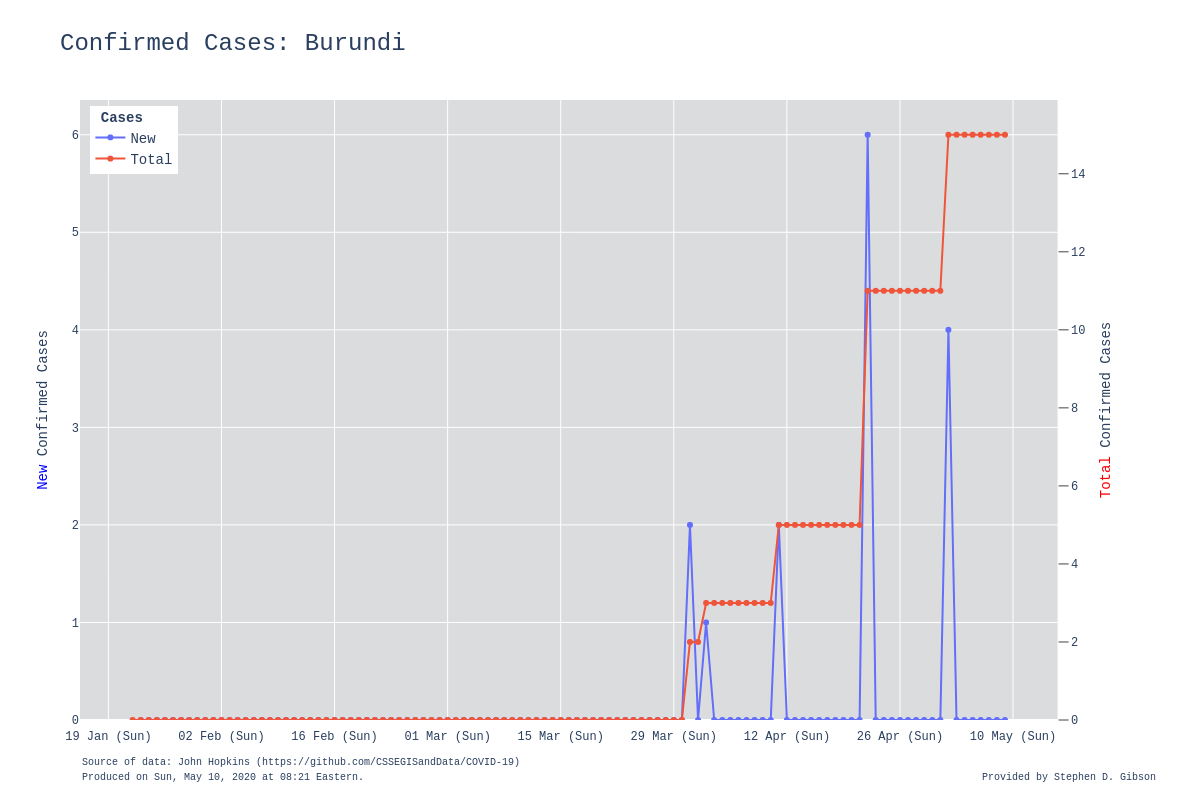 Confirmed Cases: Burundi
Cases
New
Total
6
5
4
3
2
1
0
New Confirmed Cases
14
12
10
8
6
4
2
0
Total Confirmed Cases
19 Jan (Sun) 02 Feb (Sun) 16 Feb (Sun) 01 Mar (Sun) 15 Mar (Sun) 29 Mar (Sun) 12 Apr (Sun) 26 Apr (Sun) 10 May (Sun)
Source of data: John Hopkins (https://github.com/CSSEGISandData/COVID-19)
Produced on Sun, May 10, 2020 at 08:21 Eastern.
Provided by Stephen D. Gibson